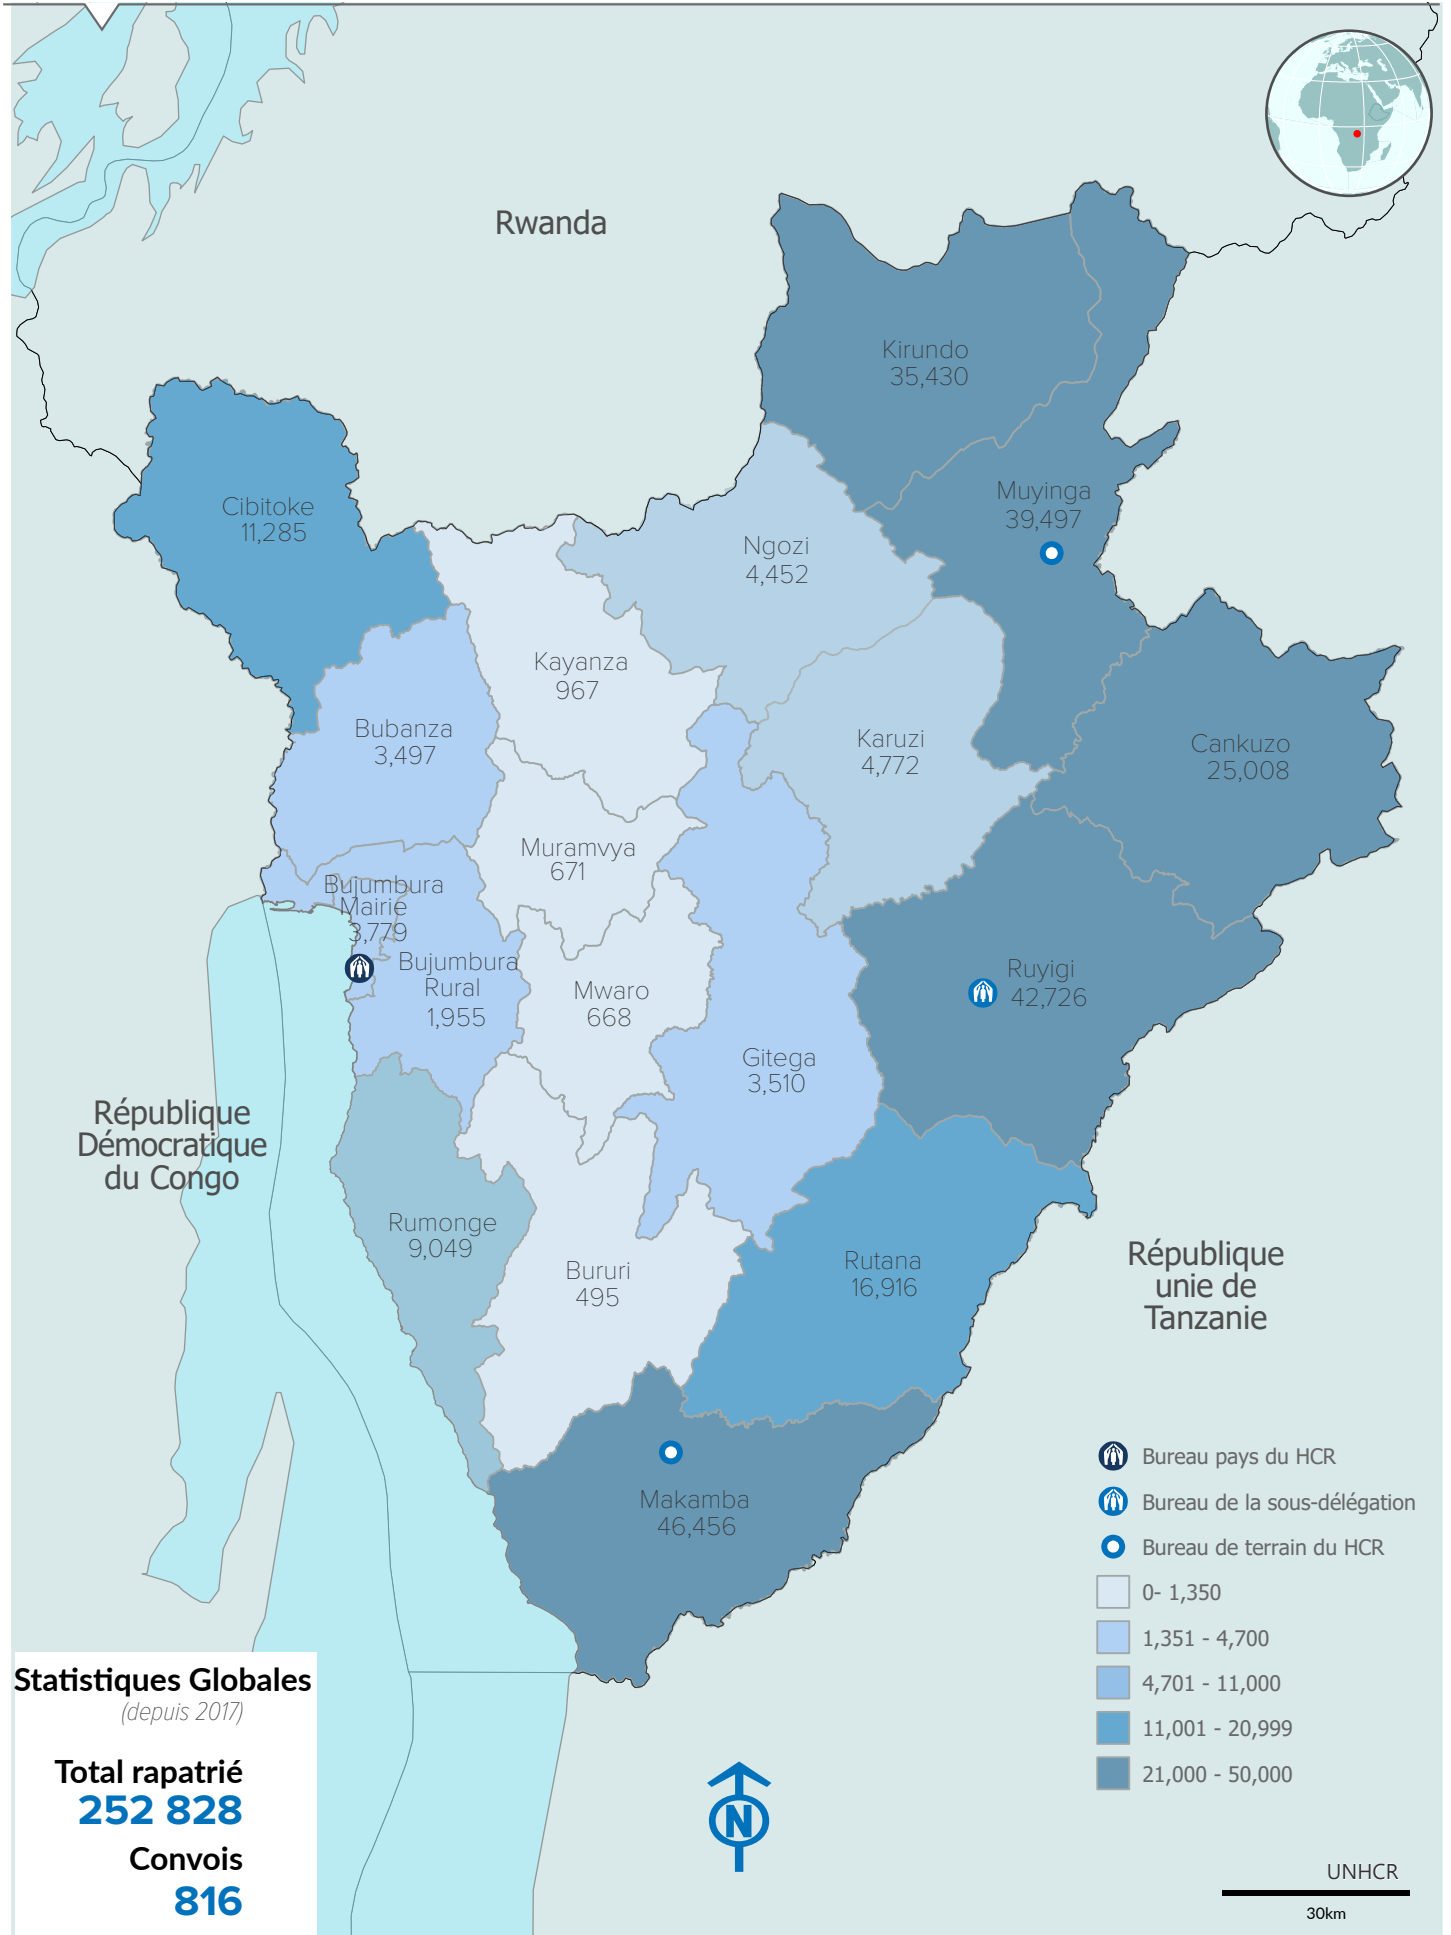 Rwanda
Kirundo
35,430
Cibitoke
11,285
Muyinga
39,497
Ngozi
4,452
Kayanza
967
Bubanza
3,497
Karuzi
4,772
Cankuzo
25,008
Muramvya
671
Bujumbura
Mairie
3,779
Bujumbura
Rural
1,955
Mwaro
668
Ruyigi
42,726
Gitega
3,510
République
Démocratique
du Congo
Rumonge
9,049
Bururi
495
Rutana
16,916
République
unie de
Tanzanie
Makamba
46,456
Bureau pays du HCR
Bureau de la sous-délégation
Bureau de terrain du HCR
0- 1,350
1,351 - 4,700
4,701 - 11,000
11,001 - 20,999
21,000 - 50,000
Statistiques Globales
(depuis 2017)
Total rapatrié
252 828
Convois
816
N
UNHCR
30km